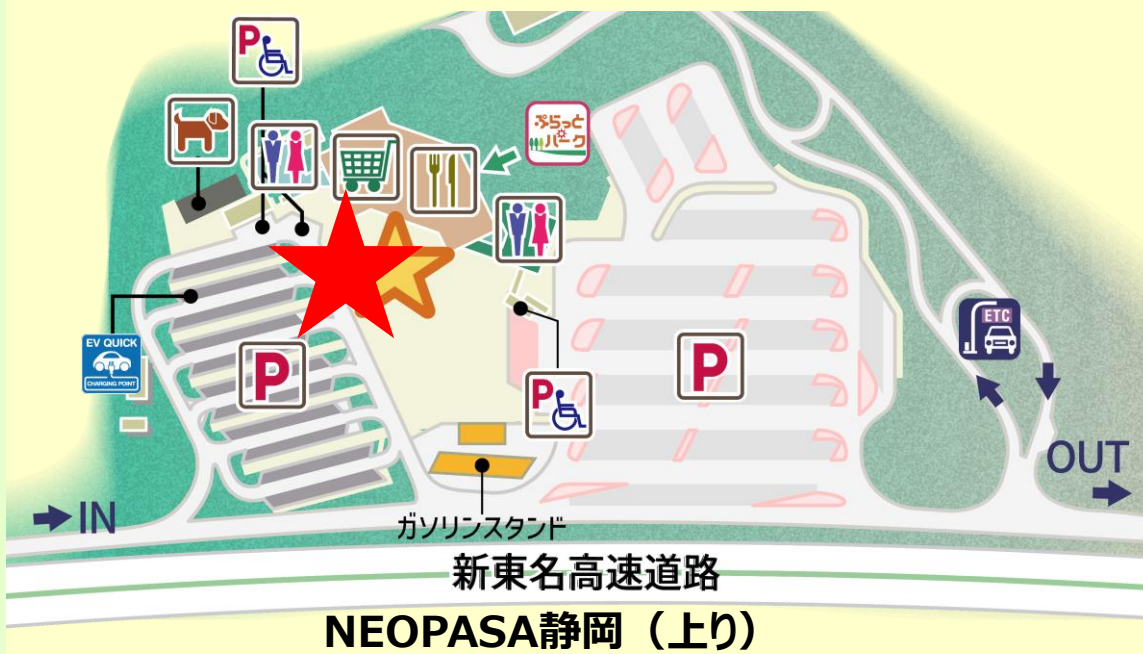 P
ぷらっと
パーク
EV QUICK
CHARGING POINT
P
P
P
ETC
IN
OUT
ガソリンスタンド
新東名高速道路
NEOPASA静岡（上り）